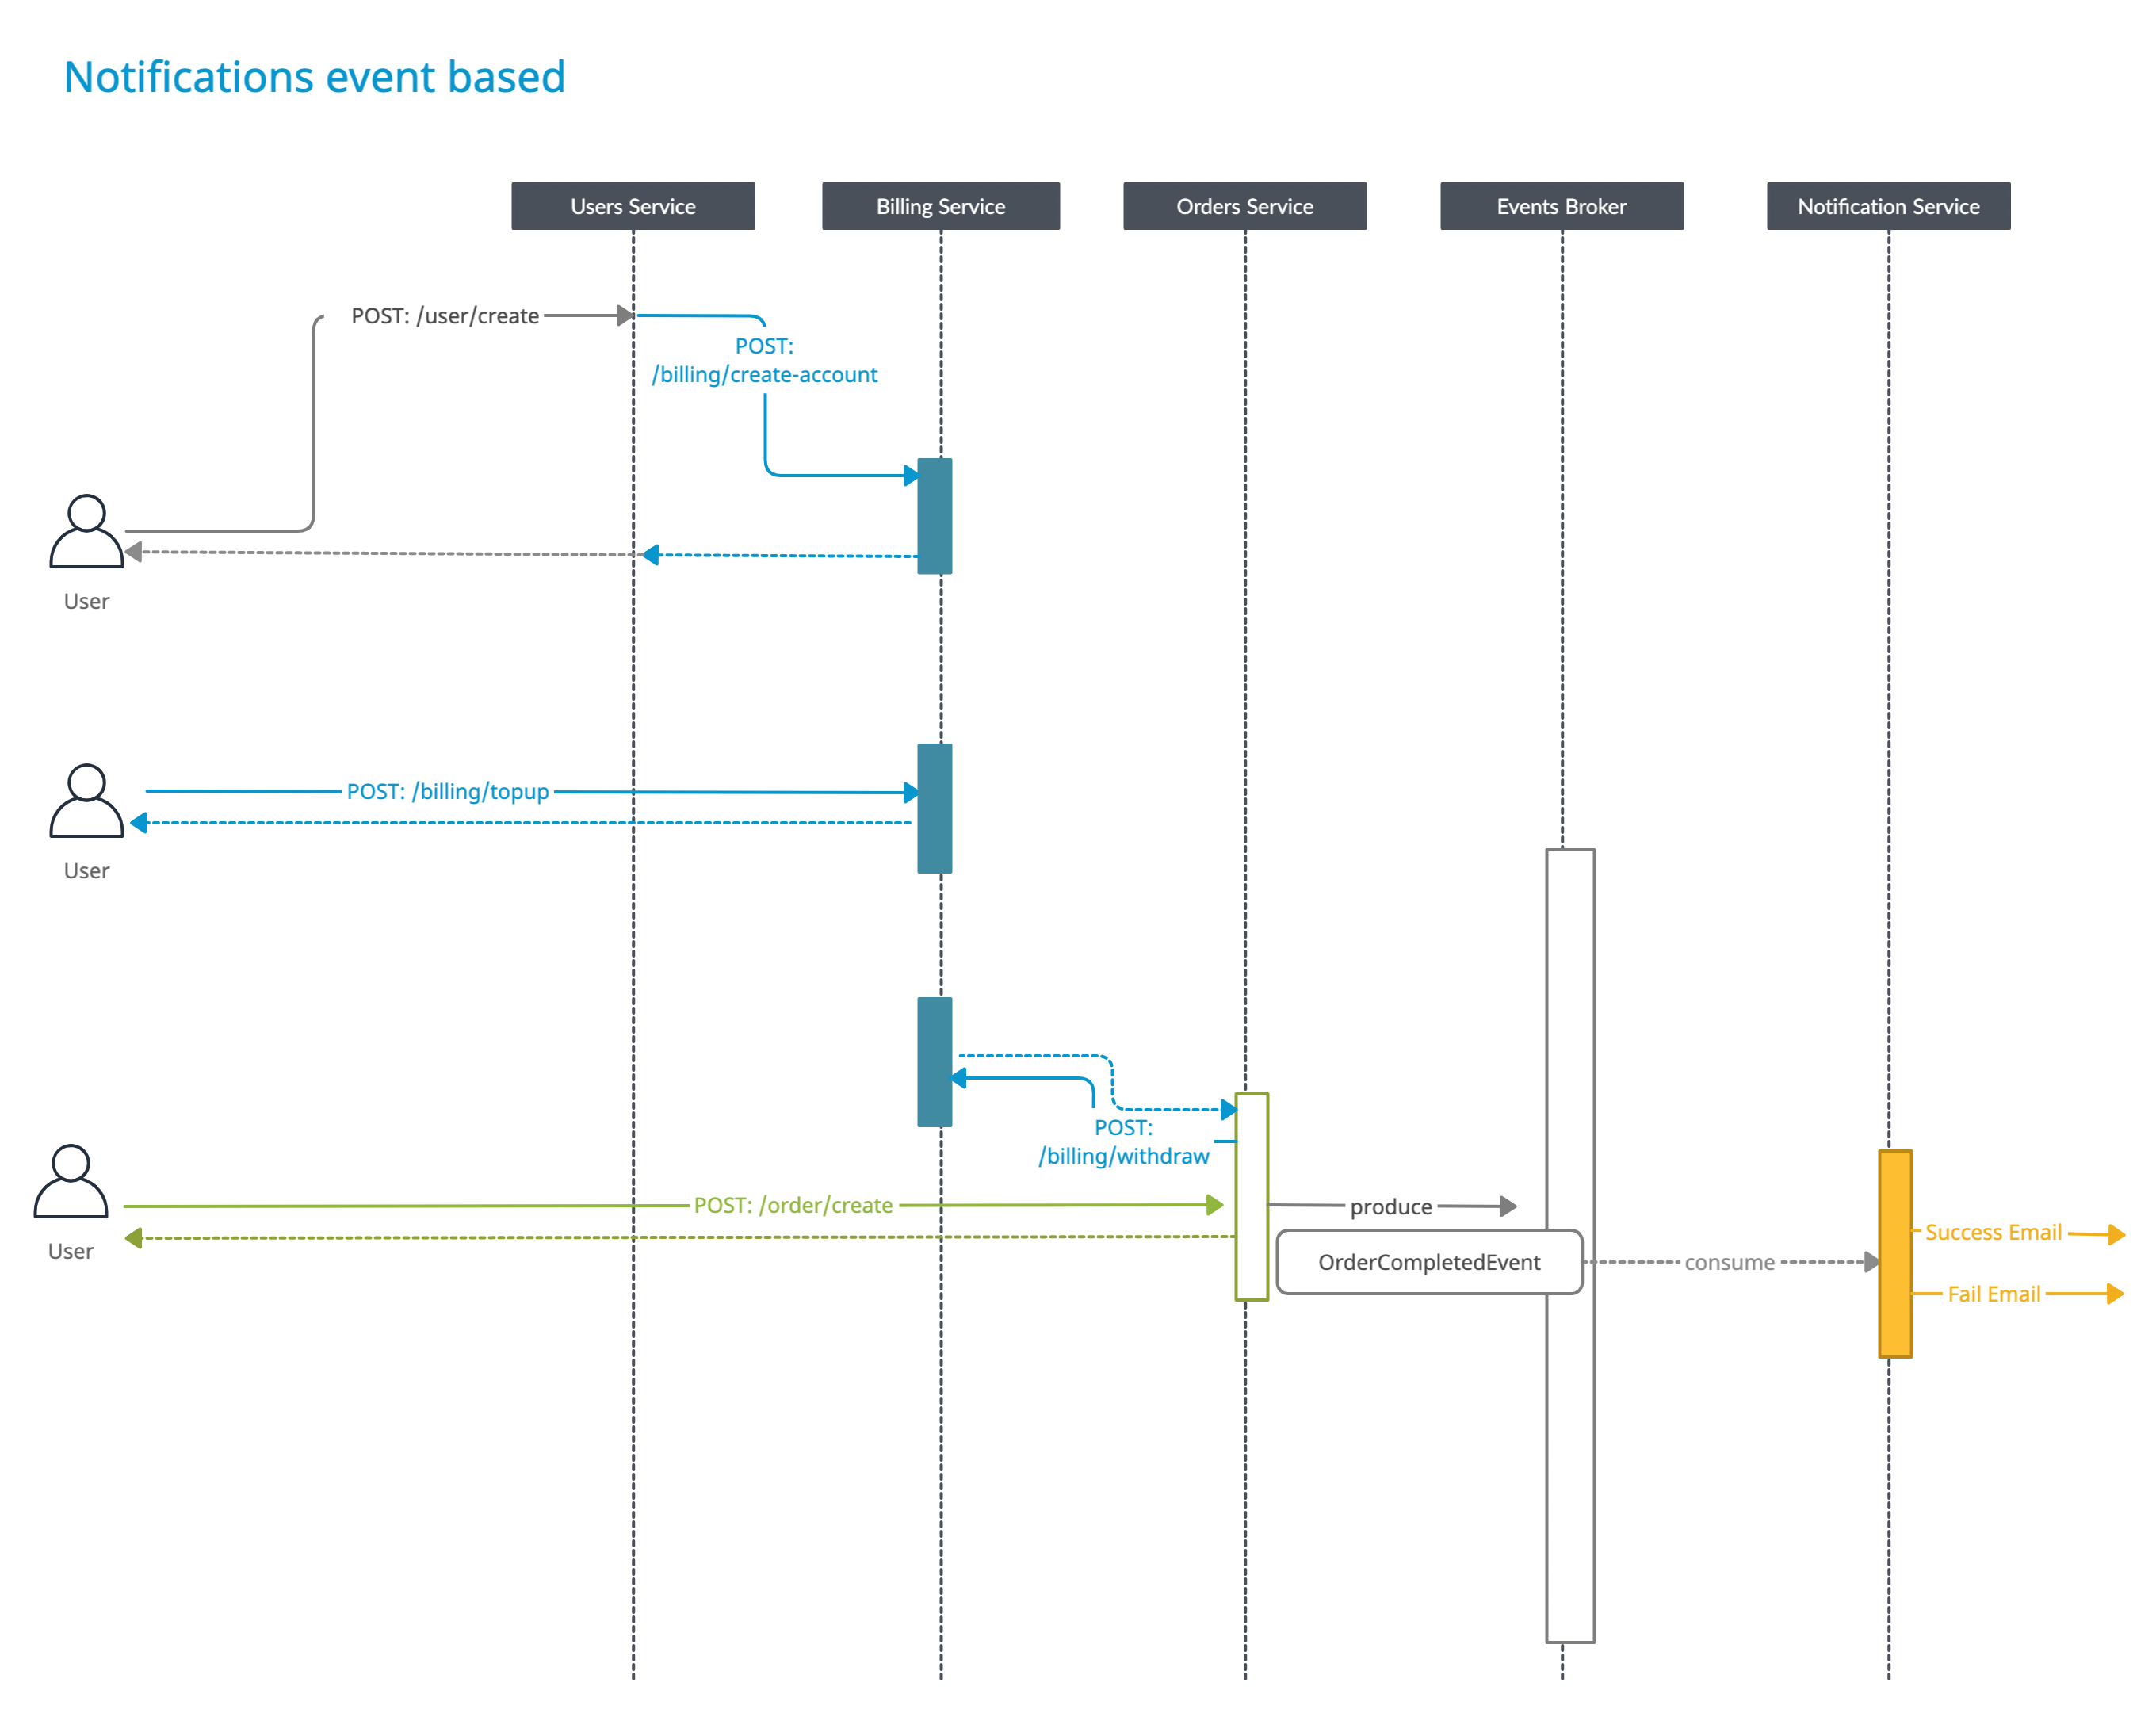 Notifications event based
Users Service
Billing Service
Orders Service
Events Broker
Notification Service
POST: /user/create
POST:
/billing/create-account
User
POST: /billing/topup
User
POST:
/billing/withdraw
POST: /order/create
produce
User
Success Email
OrderCompletedEvent
consume
Fail Email